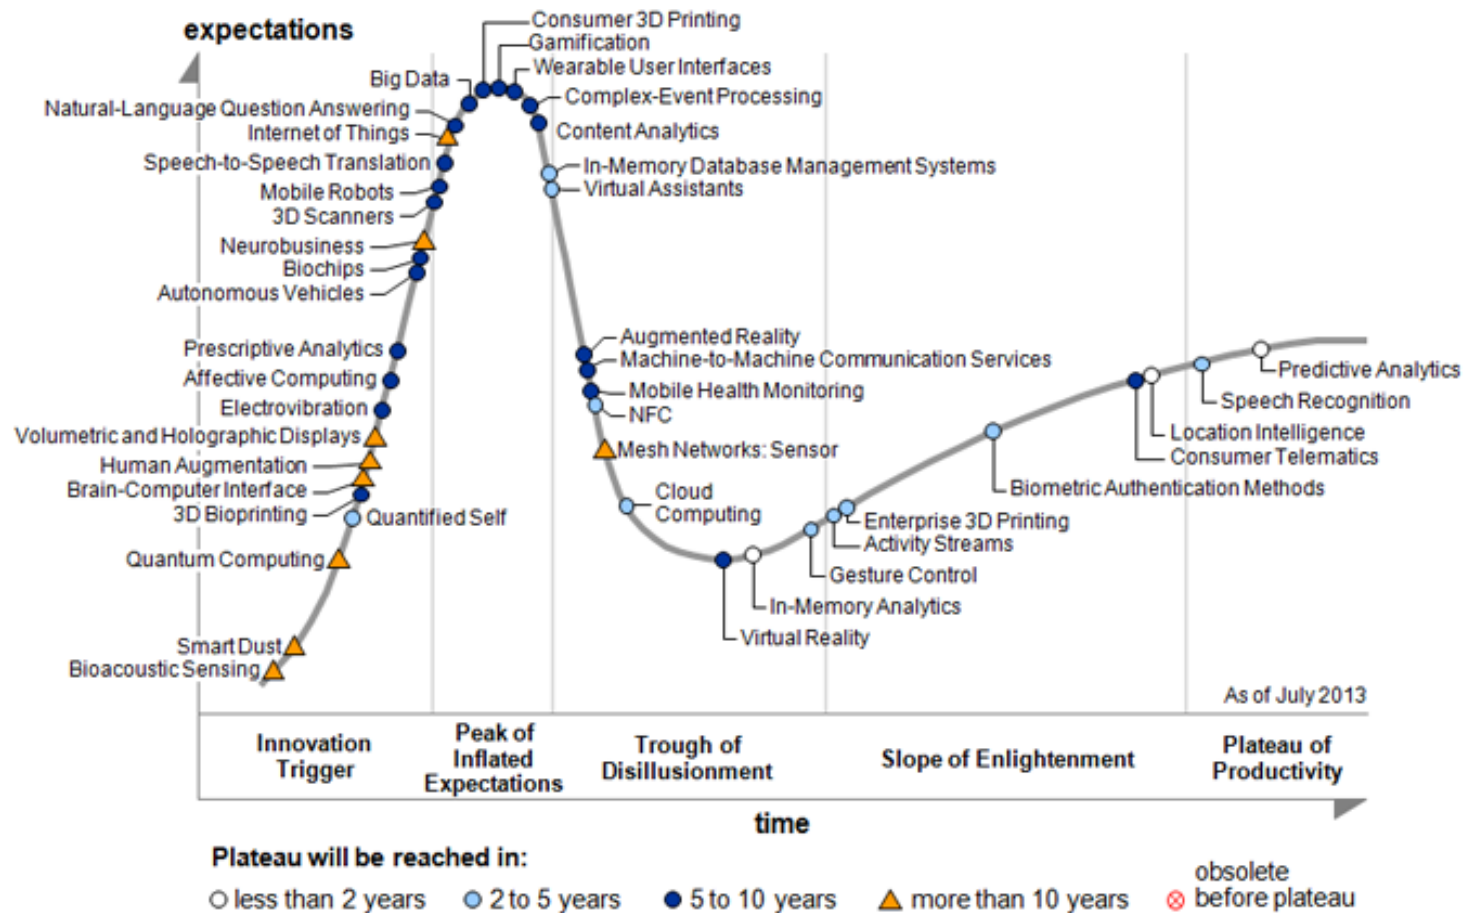 expectations
Consumer 3D Printing
Gamification
Wearable User Interfaces
Big Data
Complex-Event Processing
Natural-Language Question Answering
Internet of Things
Content Analytics
Speech-to-Speech Translation
In-Memory Database Management Systems
Mobile Robots
Virtual Assistants
3D Scanners
Neurobusiness
Biochips
Autonomous Vehicles
Augmented Reality
Prescriptive Analytics
Machine-to-Machine Communication Services
Predictive Analytics
Affective Computing
Mobile Health Monitoring
Electrovibration
Speech Recognition
NFC
Volumetric and Holographic Displays
Location Intelligence
Mesh Networks: Sensor
Consumer Telematics
Human Augmentation
Brain-Computer Interface
Biometric Authentication Methods
Cloud
Computing
3D Bioprinting
Quantified Self
Enterprise 3D Printing
Activity Streams
Quantum Computing
Gesture Control
In-Memory Analytics
Virtual Reality
Smart Dust
Bioacoustic Sensing
As of July 2013
Innovation
Trigger
Peak of
Inflated
Expectations
Trough of
Disillusionment
Slope of Enlightenment
Plateau of
Productivity
time
Plateau will be reached in:
less than 2 years
2 to 5 years
5 to 10 years
more than 10 years
obsolete
before plateau